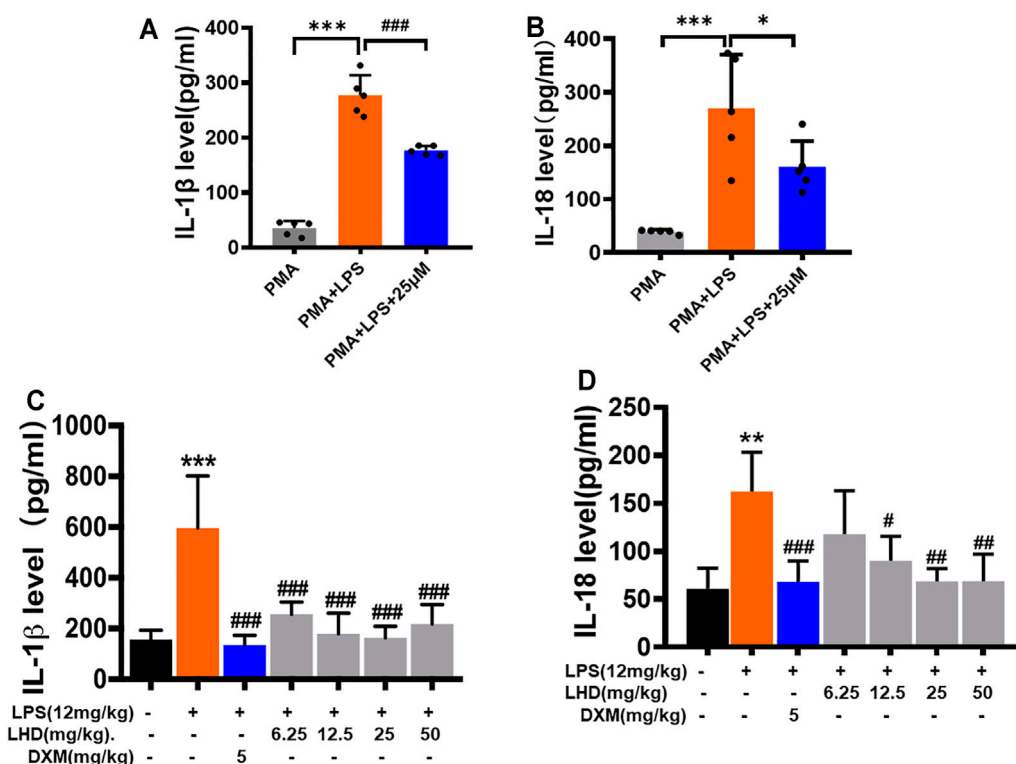 A
*** ###
IL-1β level(pg/ml)
400
300
200
100
0
PMA
PMA+LPS
PMA+LPS+25μM
B
*** *
IL-18 level（pg/ml）
400
300
200
100
0
PMA
PMA+LPS
PMA+LPS+25μM
C
IL-1β level（pg/ml）
1000
800
600
400
200
0
***
### ### ### ### ###
LPS(12mg/kg) - + + + + + +
LHD(mg/kg). - - - 6.25 12.5 25 50
DXM(mg/kg) - - 5 - - - -
D
IL-18 level(pg/ml)
250
200
150
100
50
0
**
### # ## ##
LPS(12mg/kg) - + + + + + +
LHD(mg/kg) - - - 6.25 12.5 25 50
DXM(mg/kg) - - 5 - - - -